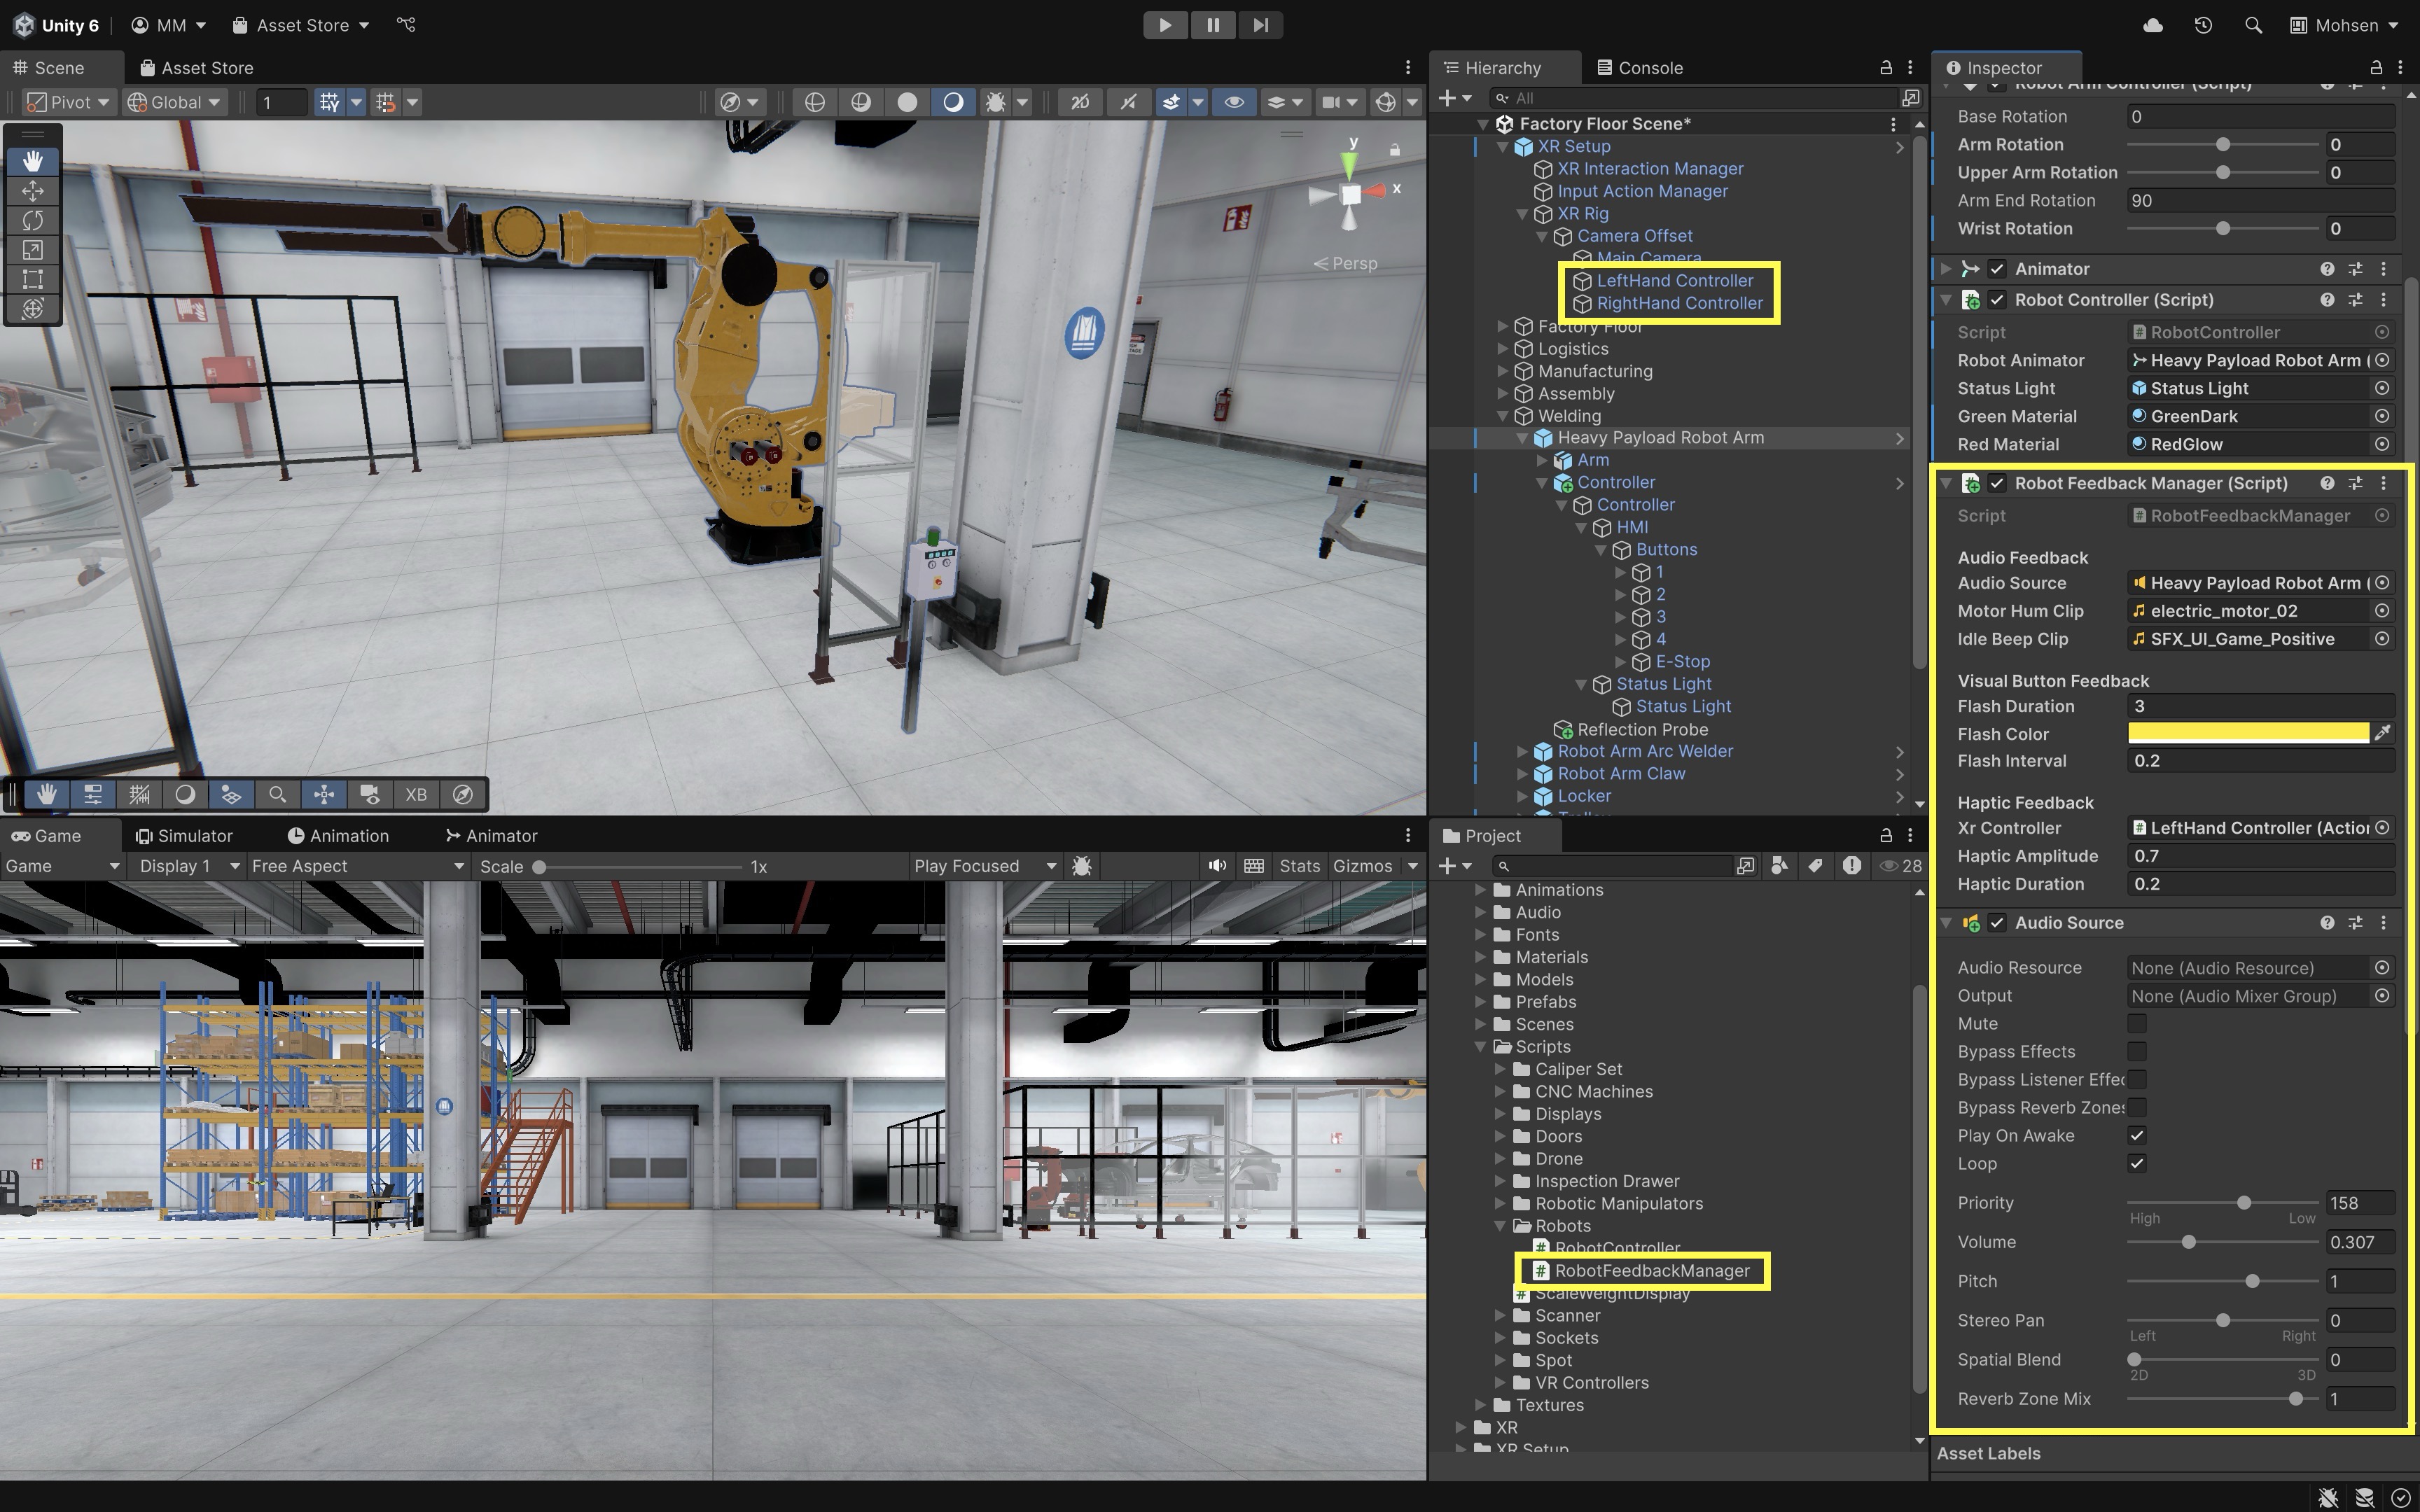 Unity 6
MM
Asset Store
Mohsen
Scene
Asset Store
Pivot
Global
1
2D
y
x
Persp
XB
Game
Simulator
Animation
Animator
Game
Display 1
Free Aspect
Scale
1x
Play Focused
Stats
Gizmos
Hierarchy
Console
All
Factory Floor Scene*
XR Setup
XR Interaction Manager
Input Action Manager
XR Rig
Camera Offset
Main Camera
LeftHand Controller
RightHand Controller
Factory Floor
Logistics
Manufacturing
Assembly
Welding
Heavy Payload Robot Arm
Arm
Controller
Controller
HMI
Buttons
1
2
3
4
E-Stop
Status Light
Status Light
Reflection Probe
Robot Arm Arc Welder
Robot Arm Claw
Locker
Trolley
Project
28
Animations
Audio
Fonts
Materials
Models
Prefabs
Scenes
Scripts
Caliper Set
CNC Machines
Displays
Doors
Drone
Inspection Drawer
Robotic Manipulators
Robots
RobotController
RobotFeedbackManager
ScaleWeightDisplay
Scanner
Sockets
Spot
VR Controllers
Textures
XR
XR Setup
Inspector
Robot Arm Controller (Script)
Base Rotation 0
Arm Rotation 0
Upper Arm Rotation 0
Arm End Rotation 90
Wrist Rotation 0
Animator
Robot Controller (Script)
Script RobotController
Robot Animator Heavy Payload Robot Arm (
Status Light Status Light
Green Material GreenDark
Red Material RedGlow
Robot Feedback Manager (Script)
Script RobotFeedbackManager
Audio Feedback
Audio Source Heavy Payload Robot Arm (
Motor Hum Clip electric_motor_02
Idle Beep Clip SFX_UI_Game_Positive
Visual Button Feedback
Flash Duration 3
Flash Color
Flash Interval 0.2
Haptic Feedback
Xr Controller LeftHand Controller (Action
Haptic Amplitude 0.7
Haptic Duration 0.2
Audio Source
Audio Resource None (Audio Resource)
Output None (Audio Mixer Group)
Mute
Bypass Effects
Bypass Listener Effec
Bypass Reverb Zones
Play On Awake
Loop
Priority 158
High Low
Volume 0.307
Pitch 1
Stereo Pan 0
Left Right
Spatial Blend 0
2D 3D
Reverb Zone Mix 1
Asset Labels